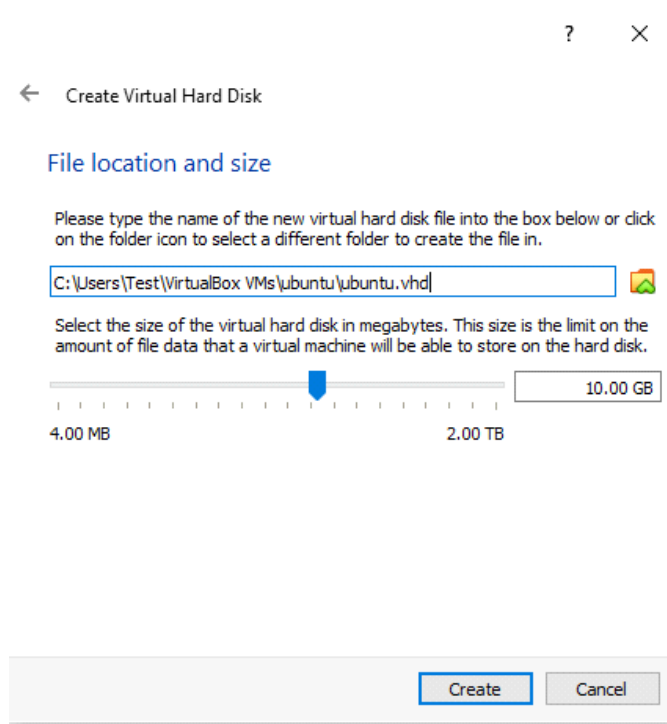 ?
Create Virtual Hard Disk
File location and size
Please type the name of the new virtual hard disk file into the box below or click
on the folder icon to select a different folder to create the file in.
C:\Users\Test\VirtualBox VMs\ubuntu\ubuntu.vhd
Select the size of the virtual hard disk in megabytes. This size is the limit on the
amount of file data that a virtual machine will be able to store on the hard disk.
10.00 GB
4.00 MB 2.00 TB
Create Cancel